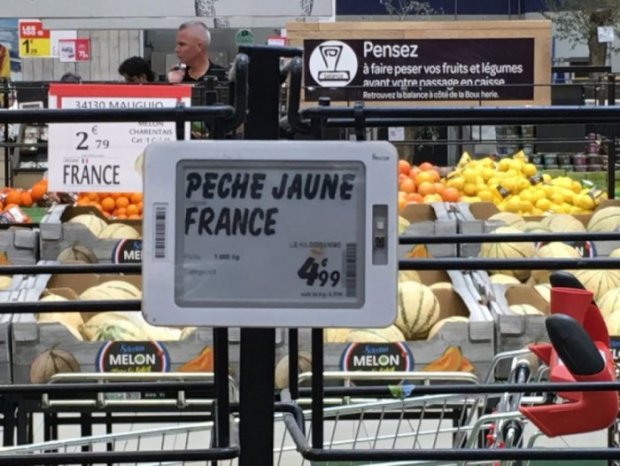 Pensez
à faire peser vos fruits et légumes
avant votre passage en caisse
Retrouvez la balance à côté de la Boucherie.
34130 MAUGUIO
MELON
CHARENTAIS
2€79
FRANCE
PECHE JAUNE
FRANCE
LE KILOGRAMME
4€99
MELON
MELON
MELON